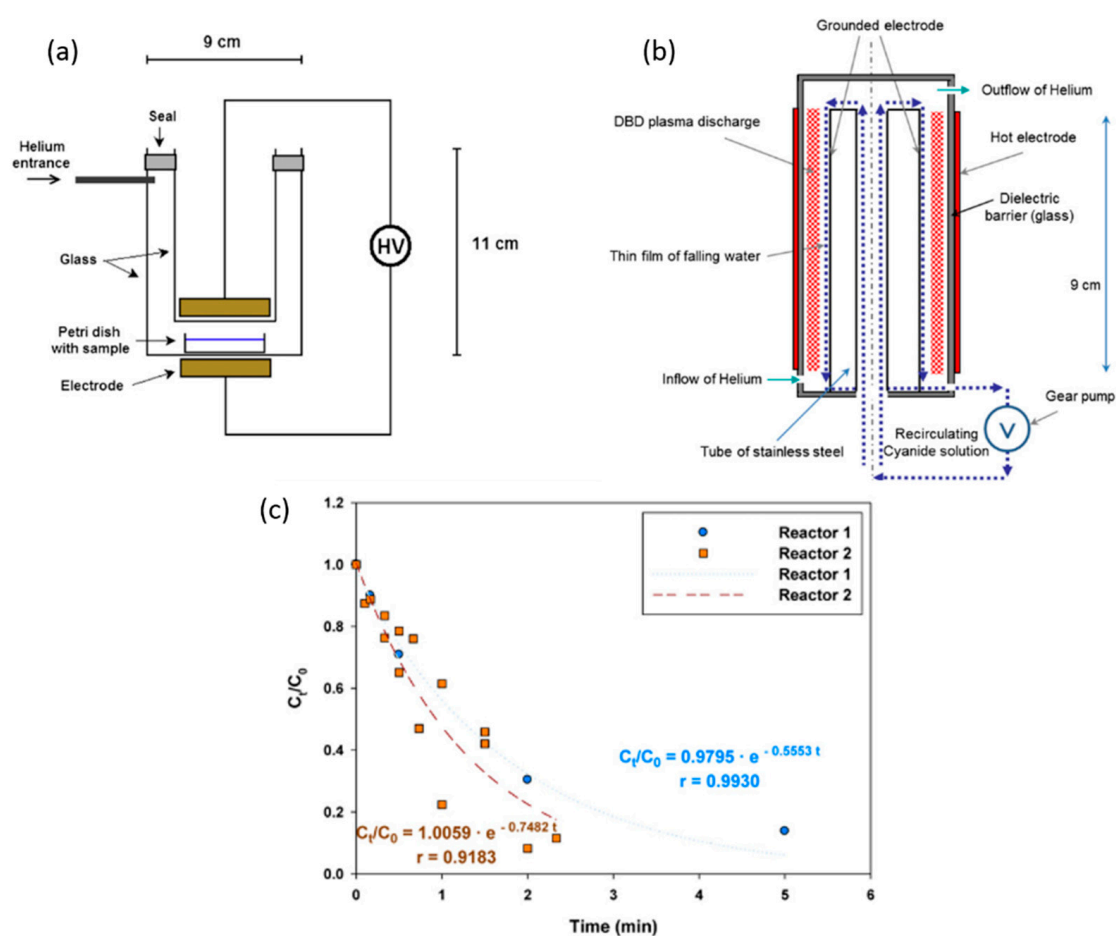 (a)
9 cm
Seal
Helium
entrance
Glass
HV
11 cm
Petri dish
with sample
Electrode
(b)
Grounded electrode
Outflow of Helium
DBD plasma discharge
Hot electrode
Dielectric
barrier (glass)
Thin film of falling water
9 cm
Inflow of Helium
Gear pump
V
Recirculating
Cyanide solution
Tube of stainless steel
(c)
1.2
1.0
0.8
0.6
0.4
0.2
0.0
Cₜ/C₀
Reactor 1
Reactor 2
Reactor 1
Reactor 2
Cₜ/C₀ = 0.9795 · e ^- 0.5553 t
r = 0.9930
Cₜ/C₀ = 1.0059 · e ^- 0.7482 t
r = 0.9183
0 1 2 3 4 5 6
Time (min)